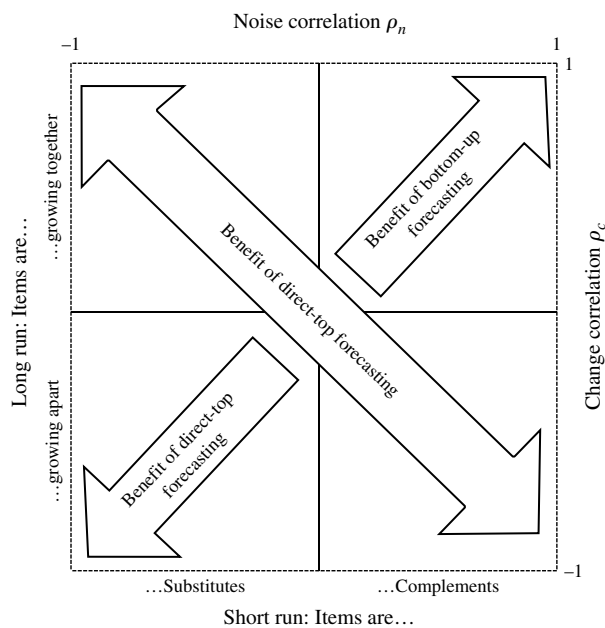 Noise correlation ρn
–1
1
1
Benefit of bottom-up
forecasting
…growing together
Benefit of direct-top forecasting
Long run: Items are…
Change correlation ρc
…growing apart
Benefit of direct-top
forecasting
–1
…Substitutes
…Complements
Short run: Items are…